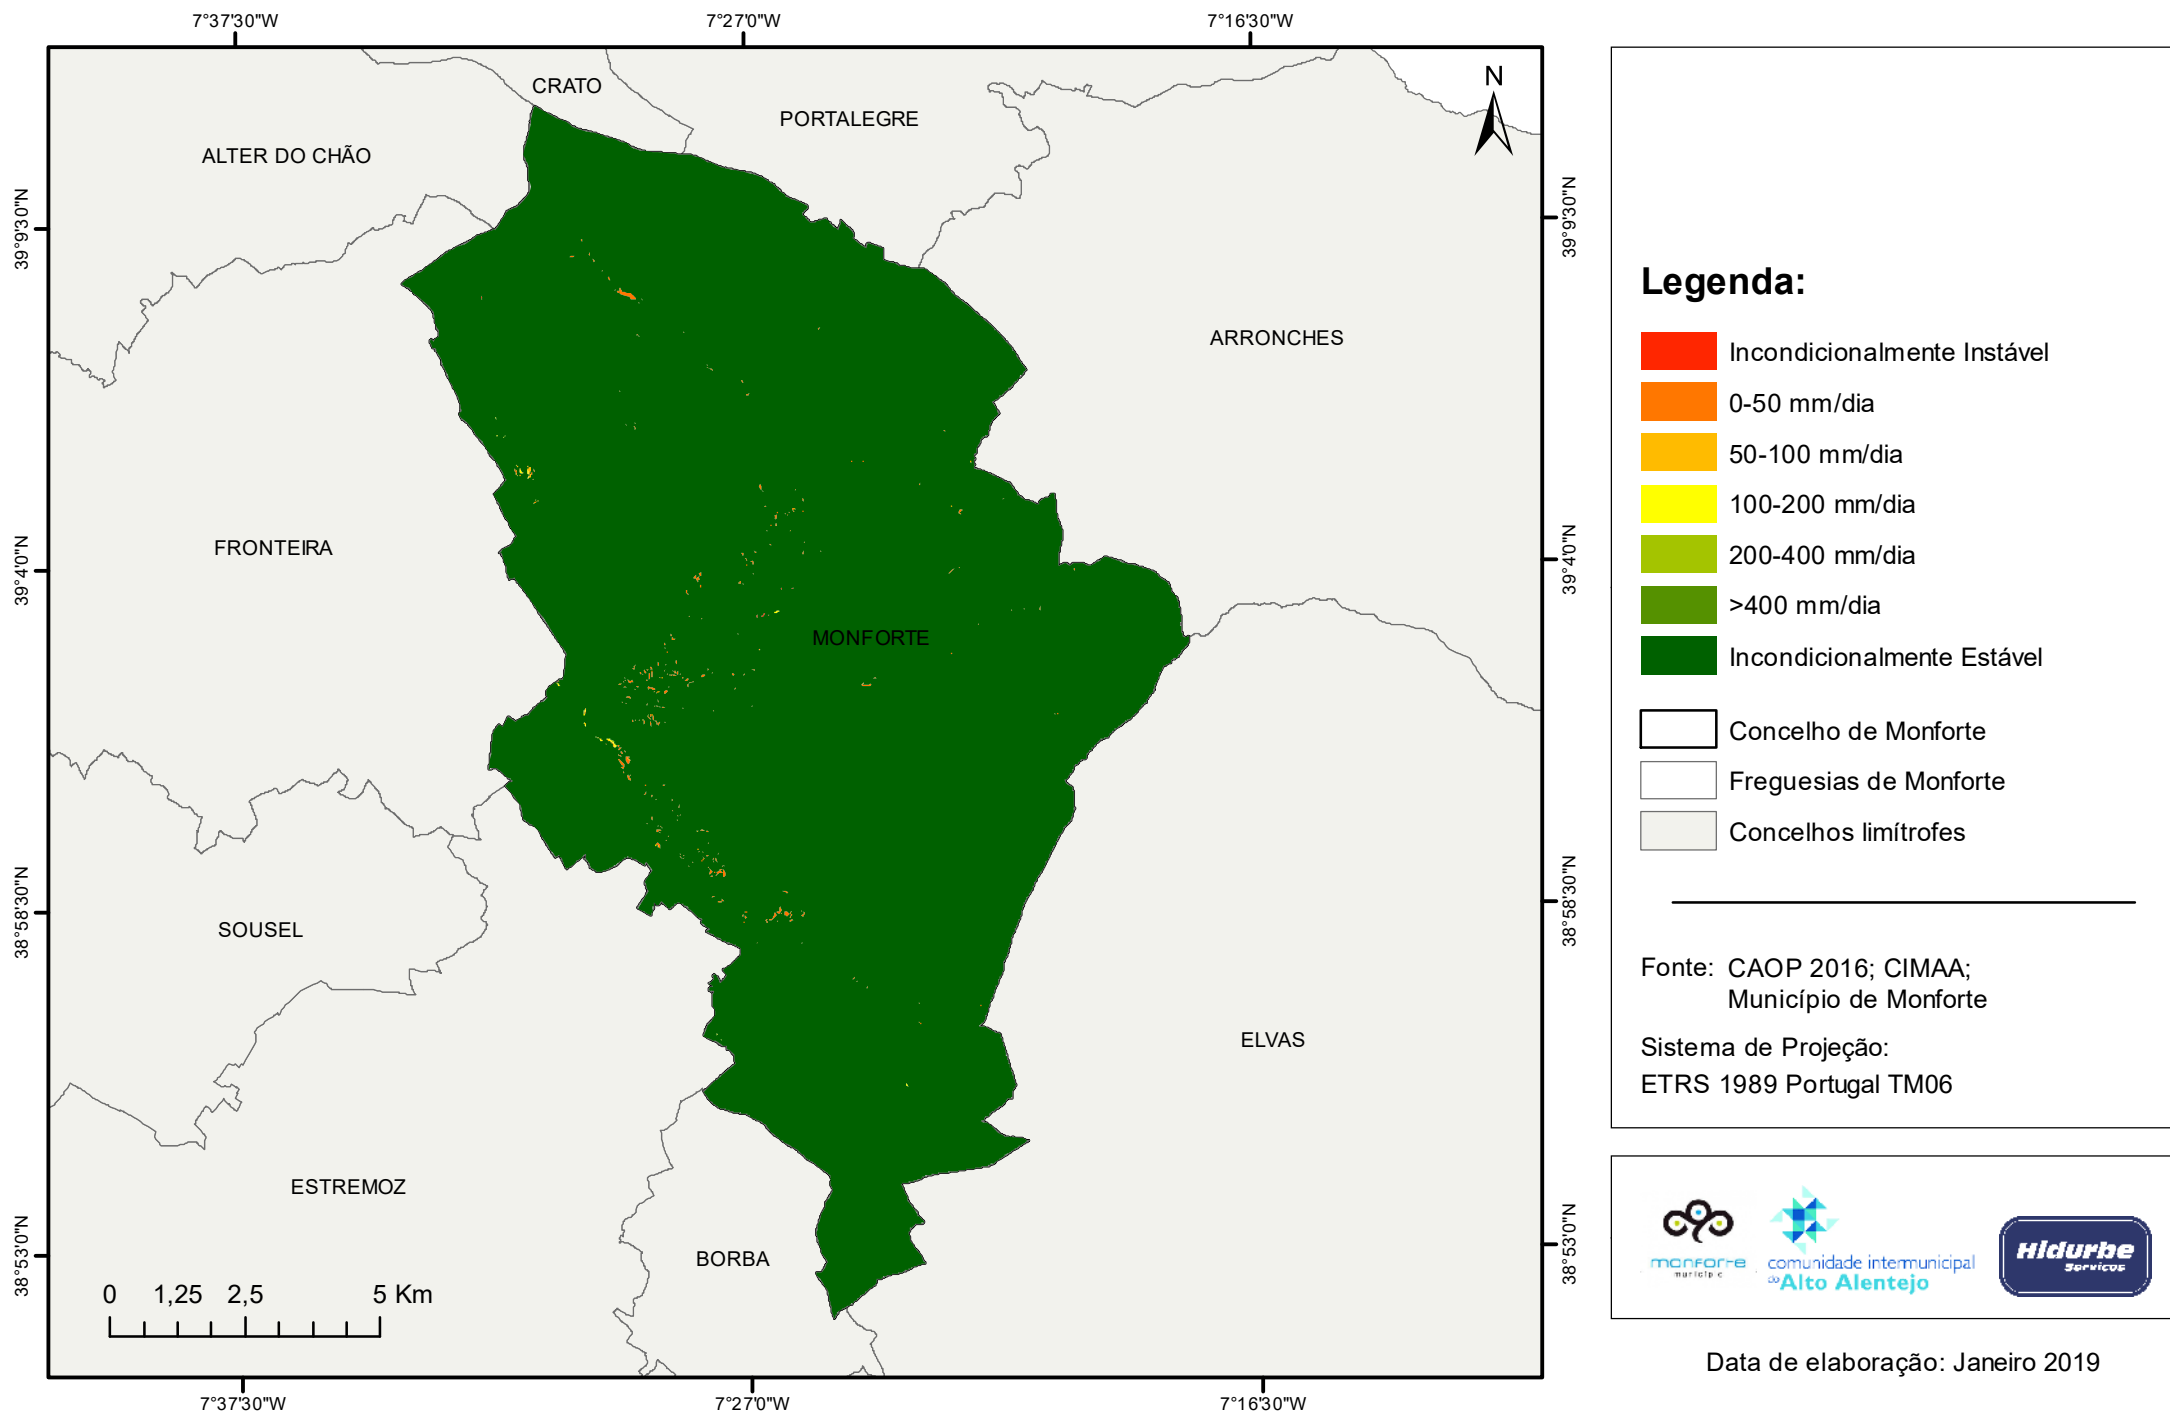 7°37'30"W
7°27'0"W
7°16'30"W
N
CRATO
PORTALEGRE
ALTER DO CHÃO
39°9'30"N
39°9'30"N
ARRONCHES
FRONTEIRA
39°4'0"N
39°4'0"N
MONFORTE
38°58'30"N
38°58'30"N
SOUSEL
ELVAS
ESTREMOZ
BORBA
38°53'0"N
38°53'0"N
0 1,25 2,5 5 Km
7°37'30"W
7°27'0"W
7°16'30"W
Legenda:
Incondicionalmente Instável
0-50 mm/dia
50-100 mm/dia
100-200 mm/dia
200-400 mm/dia
>400 mm/dia
Incondicionalmente Estável
Concelho de Monforte
Freguesias de Monforte
Concelhos limítrofes
Fonte: CAOP 2016; CIMAA;
Município de Monforte
Sistema de Projeção:
ETRS 1989 Portugal TM06
monforte
município
comunidade intermunicipal
do Alto Alentejo
Hidurbe
Serviços
Data de elaboração: Janeiro 2019